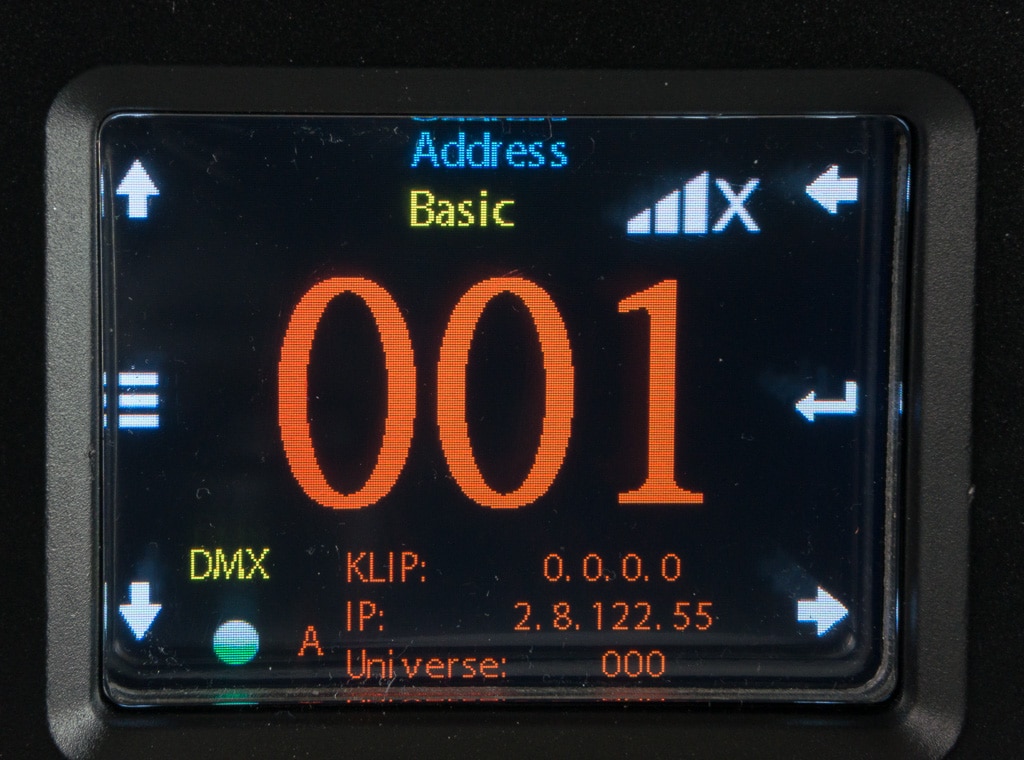 Address
Basic
X
001
DMX
KLIP: 0.0.0.0
IP: 2.8.122.55
A
Universe: 000